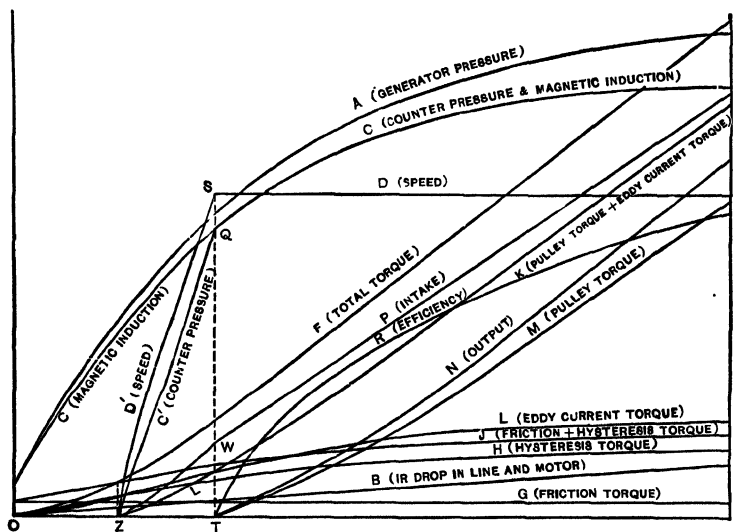 A (GENERATOR PRESSURE)
C (COUNTER PRESSURE & MAGNETIC INDUCTION)
S
D (SPEED)
Q
K (PULLEY TORQUE + EDDY CURRENT TORQUE)
F (TOTAL TORQUE)
P (INTAKE)
R (EFFICIENCY)
C (MAGNETIC INDUCTION)
D' (SPEED)
C' (COUNTER PRESSURE)
N (OUTPUT)
M (PULLEY TORQUE)
L (EDDY CURRENT TORQUE)
J (FRICTION + HYSTERESIS TORQUE)
W
H (HYSTERESIS TORQUE)
B (IR DROP IN LINE AND MOTOR)
L
G (FRICTION TORQUE)
O
Z
T